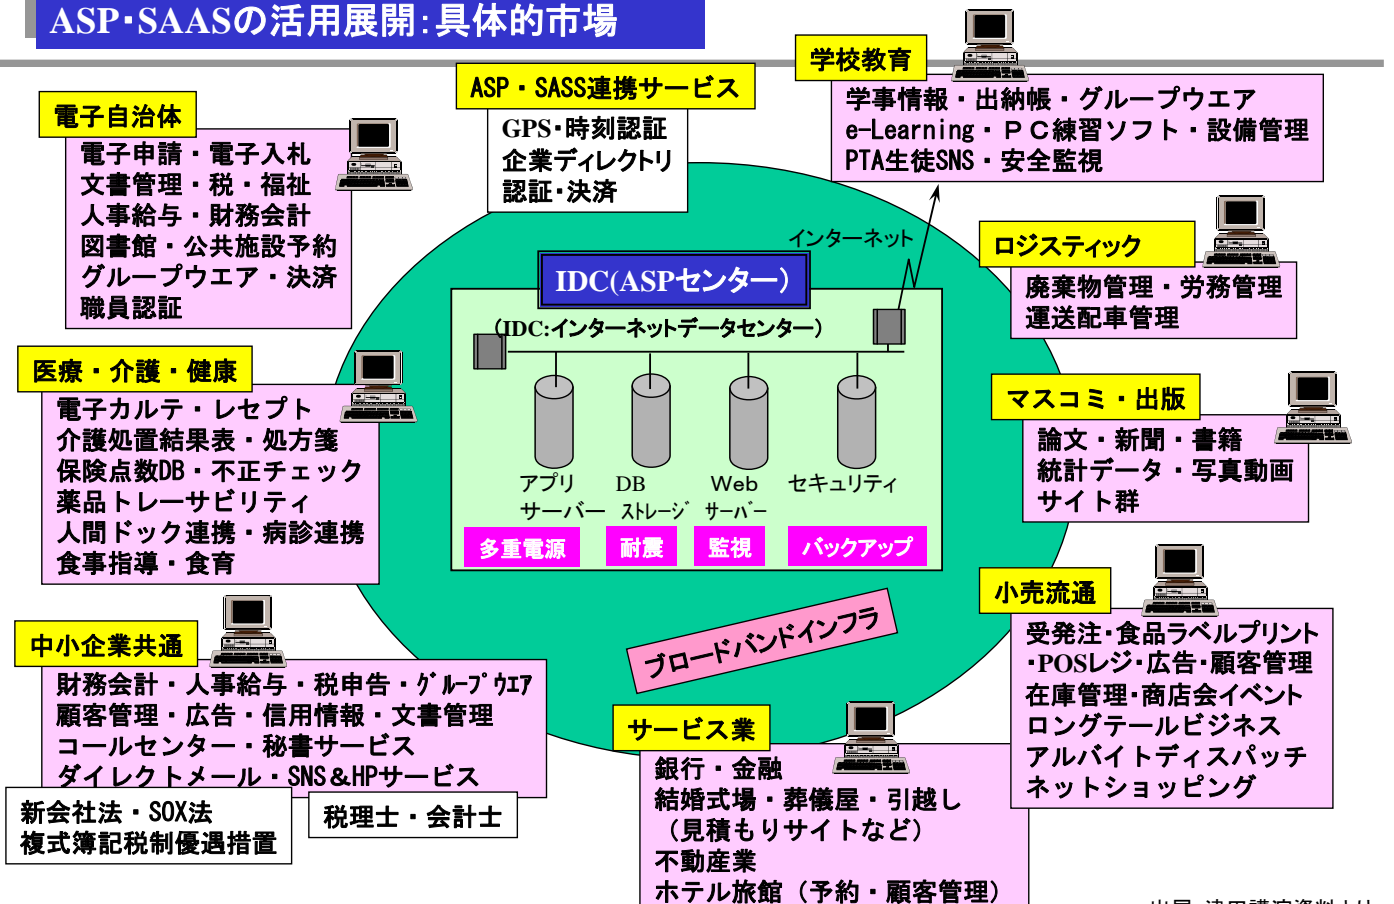 ASP・SAASの活用展開：具体的市場
電子自治体
電子申請・電子入札
文書管理・税・福祉
人事給与・財務会計
図書館・公共施設予約
グループウエア・決済
職員認証
ASP・SASS連携サービス
GPS・時刻認証
企業ディレクトリ
認証・決済
学校教育
学事情報・出納帳・グループウエア
e-Learning・ＰＣ練習ソフト・設備管理
PTA生徒SNS・安全監視
インターネット
ロジスティック
廃棄物管理・労務管理
運送配車管理
IDC(ASPセンター）
（IDC:インターネットデータセンター）
アプリ
サーバー
DB
ｽﾄﾚｰｼﾞ
Ｗｅｂ
ｻｰﾊﾞｰ
セキュリティ
多重電源
耐震
監視
バックアップ
ブロードバンドインフラ
医療・介護・健康
電子カルテ・レセプト
介護処置結果表・処方箋
保険点数DB・不正チェック
薬品トレーサビリティ
人間ドック連携・病診連携
食事指導・食育
マスコミ・出版
論文・新聞・書籍
統計データ・写真動画
サイト群
中小企業共通
財務会計・人事給与・税申告・ｸﾞﾙｰﾌﾟｳｴｱ
顧客管理・広告・信用情報・文書管理
コールセンター・秘書サービス
ダイレクトメール・SNS＆HPサービス
新会社法・SOX法
複式簿記税制優遇措置
税理士・会計士
サービス業
銀行・金融
結婚式場・葬儀屋・引越し
（見積もりサイトなど）
不動産業
ホテル旅館（予約・顧客管理）
小売流通
受発注・食品ラベルプリント
・POSレジ・広告・顧客管理
在庫管理・商店会イベント
ロングテールビジネス
アルバイトディスパッチ
ネットショッピング